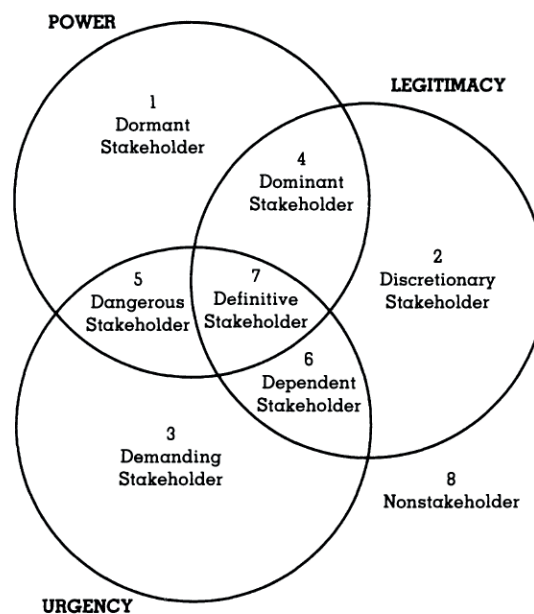 POWER
1
Dormant
Stakeholder
LEGITIMACY
4
Dominant
Stakeholder
2
Discretionary
Stakeholder
5
Dangerous
Stakeholder
7
Definitive
Stakeholder
6
Dependent
Stakeholder
3
Demanding
Stakeholder
8
Nonstakeholder
URGENCY